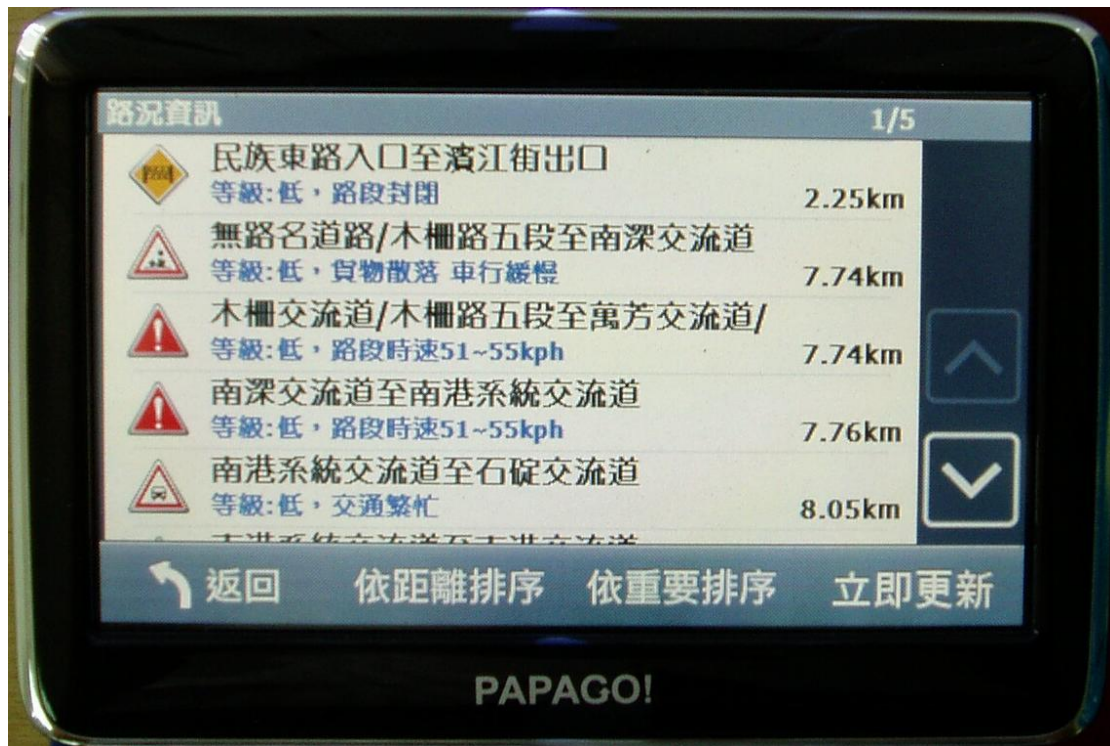 路況資訊
1/5
民族東路入口至濱江街出口
等級:低，路段封閉
2.25km
無路名道路/木柵路五段至南深交流道
等級:低，貨物散落 車行緩慢
7.74km
木柵交流道/木柵路五段至萬芳交流道/
等級:低，路段時速51~55kph
7.74km
南深交流道至南港系統交流道
等級:低，路段時速51~55kph
7.76km
南港系統交流道至石碇交流道
等級:低，交通繁忙
8.05km
返回
依距離排序
依重要排序
立即更新
PAPAGO!